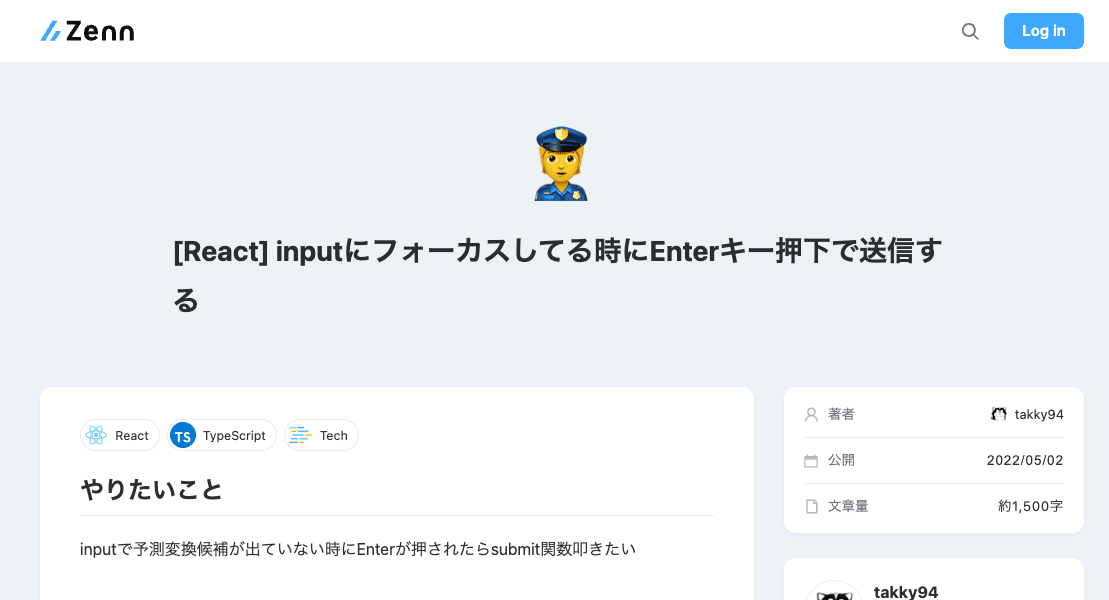 Zenn
Log in
[React] inputにフォーカスしてる時にEnterキー押下で送信す
る
React
TypeScript
Tech
やりたいこと
inputで予測変換候補が出ていない時にEnterが押されたらsubmit関数叩きたい
著者
takky94
公開
2022/05/02
文章量
約1,500字
takky94